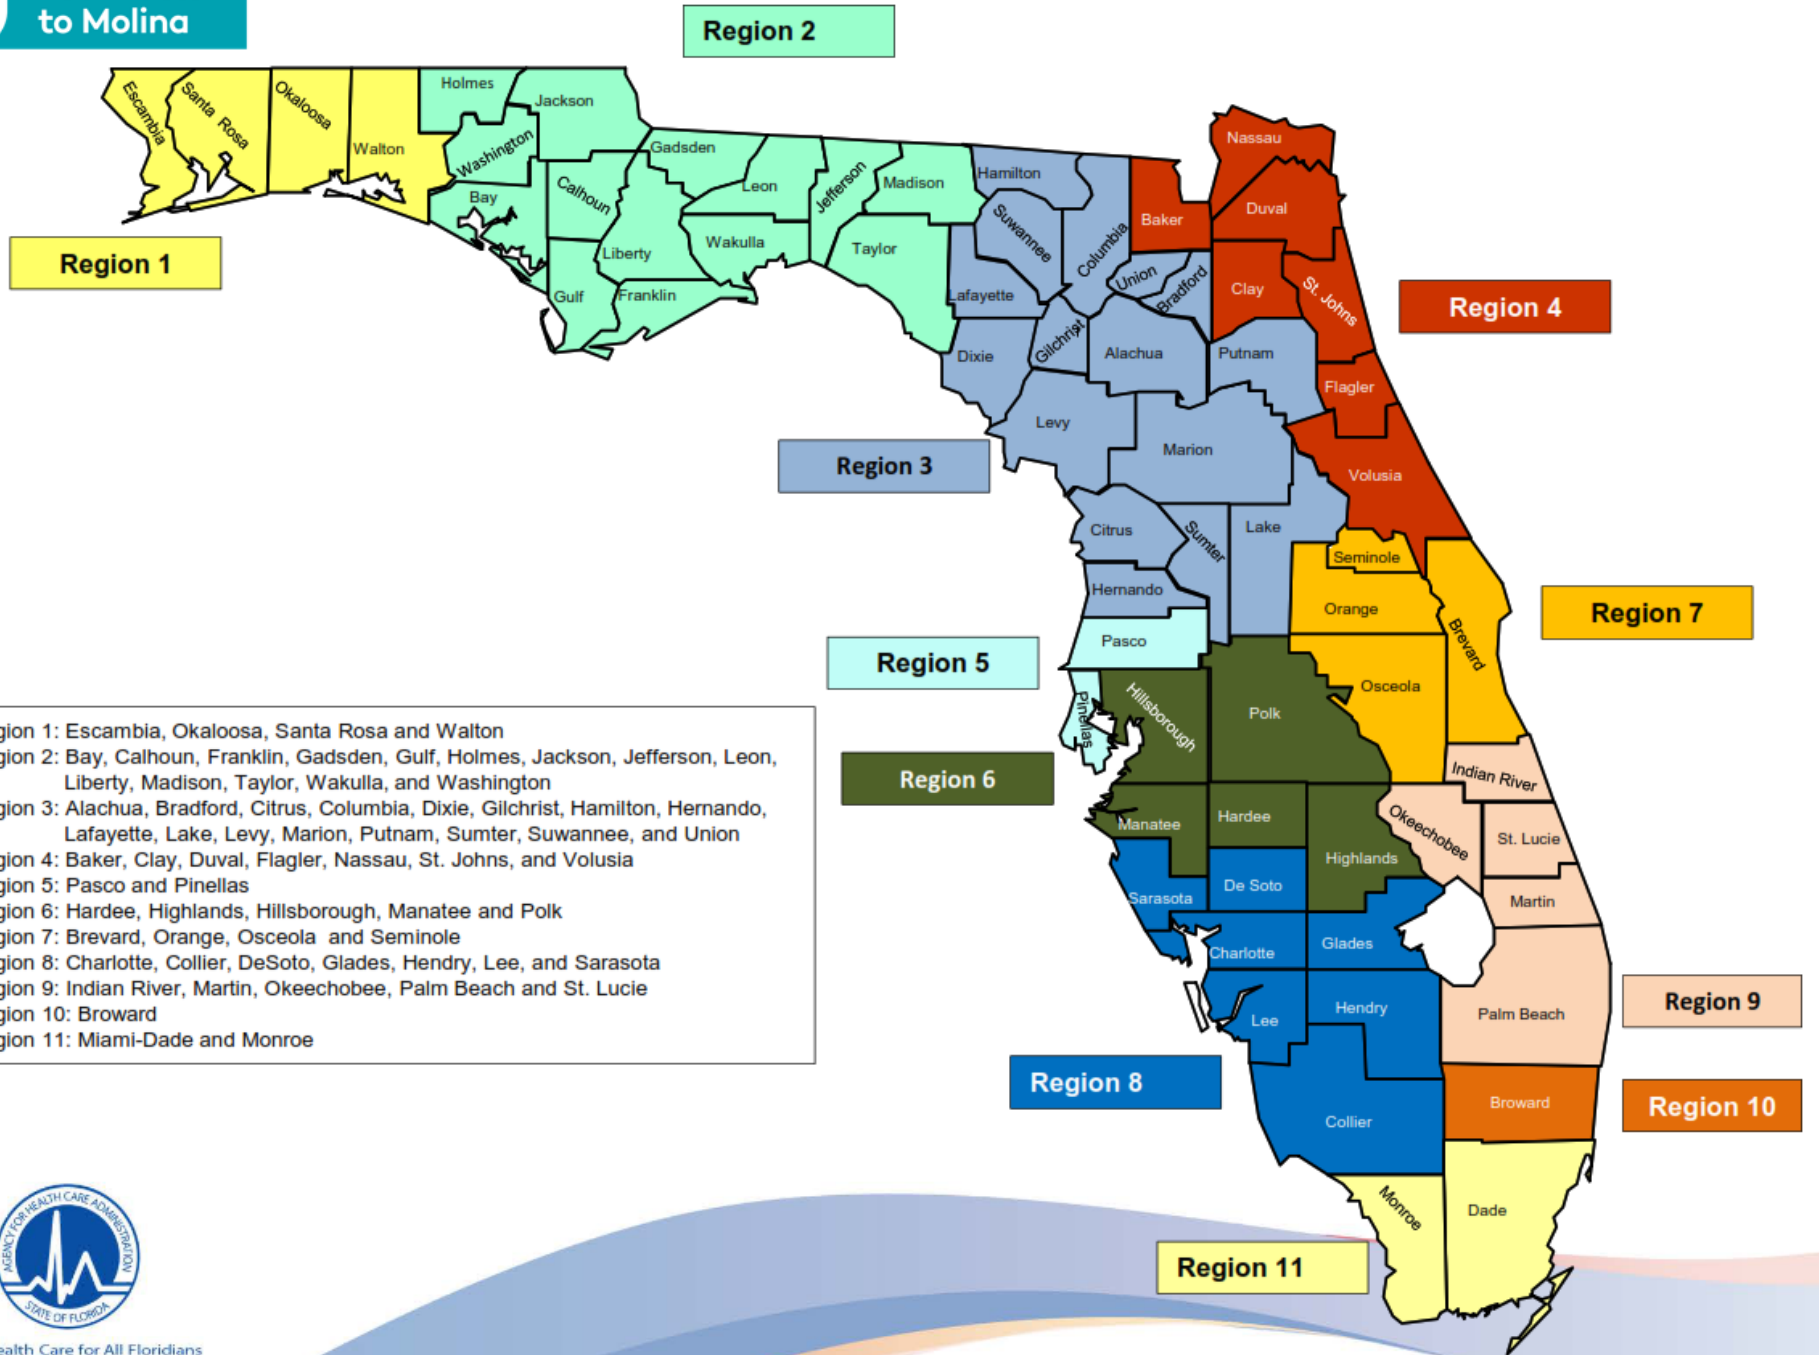 to Molina
Region 2
Holmes
Jackson
Escambia
Santa Rosa
Okaloosa
Walton
Washington
Gadsden
Leon
Jefferson
Madison
Hamilton
Nassau
Bay
Calhoun
Liberty
Wakulla
Taylor
Suwannee
Columbia
Baker
Duval
Region 1
Gulf
Franklin
Lafayette
Union
Bradford
Clay
St. Johns
Region 4
Dixie
Gilchrist
Alachua
Putnam
Flagler
Levy
Marion
Volusia
Region 3
Citrus
Sumter
Lake
Seminole
Hernando
Orange
Brevard
Region 7
Pasco
Region 5
Pinellas
Hillsborough
Polk
Osceola
Region 6
Indian River
Manatee
Hardee
Okeechobee
St. Lucie
Highlands
De Soto
Sarasota
Martin
Charlotte
Glades
Hendry
Lee
Palm Beach
Region 9
Region 8
Collier
Broward
Region 10
Monroe
Dade
Region 11
gion 1: Escambia, Okaloosa, Santa Rosa and Walton
gion 2: Bay, Calhoun, Franklin, Gadsden, Gulf, Holmes, Jackson, Jefferson, Leon,
Liberty, Madison, Taylor, Wakulla, and Washington
gion 3: Alachua, Bradford, Citrus, Columbia, Dixie, Gilchrist, Hamilton, Hernando,
Lafayette, Lake, Levy, Marion, Putnam, Sumter, Suwannee, and Union
gion 4: Baker, Clay, Duval, Flagler, Nassau, St. Johns, and Volusia
gion 5: Pasco and Pinellas
gion 6: Hardee, Highlands, Hillsborough, Manatee and Polk
gion 7: Brevard, Orange, Osceola and Seminole
gion 8: Charlotte, Collier, DeSoto, Glades, Hendry, Lee, and Sarasota
gion 9: Indian River, Martin, Okeechobee, Palm Beach and St. Lucie
gion 10: Broward
gion 11: Miami-Dade and Monroe
AGENCY FOR HEALTH CARE ADMINISTRATION
STATE OF FLORIDA
ealth Care for All Floridians